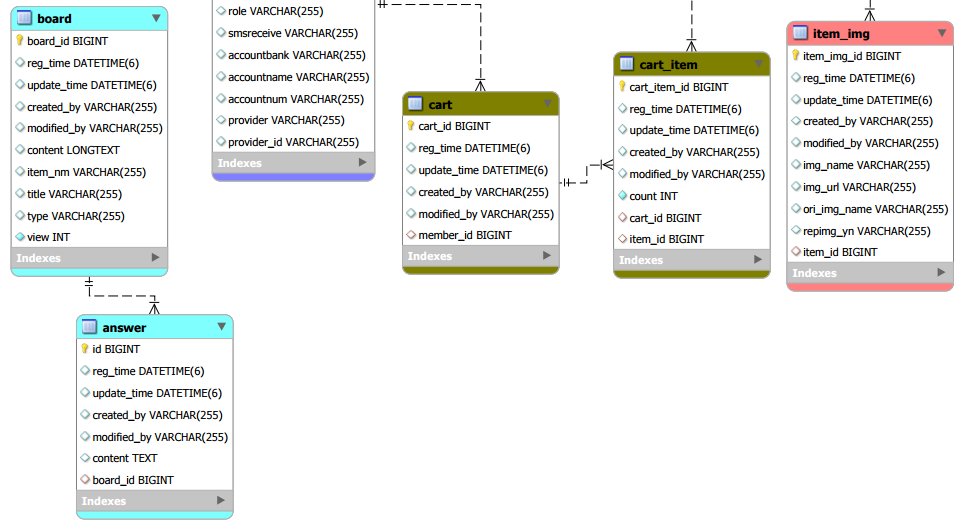 board
board_id BIGINT
reg_time DATETIME(6)
update_time DATETIME(6)
created_by VARCHAR(255)
modified_by VARCHAR(255)
content LONGTEXT
item_nm VARCHAR(255)
title VARCHAR(255)
type VARCHAR(255)
view INT
Indexes
role VARCHAR(255)
smsreceive VARCHAR(255)
accountbank VARCHAR(255)
accountname VARCHAR(255)
accountnum VARCHAR(255)
provider VARCHAR(255)
provider_id VARCHAR(255)
Indexes
cart
cart_id BIGINT
reg_time DATETIME(6)
update_time DATETIME(6)
created_by VARCHAR(255)
modified_by VARCHAR(255)
member_id BIGINT
Indexes
cart_item
cart_item_id BIGINT
reg_time DATETIME(6)
update_time DATETIME(6)
created_by VARCHAR(255)
modified_by VARCHAR(255)
count INT
cart_id BIGINT
item_id BIGINT
Indexes
item_img
item_img_id BIGINT
reg_time DATETIME(6)
update_time DATETIME(6)
created_by VARCHAR(255)
modified_by VARCHAR(255)
img_name VARCHAR(255)
img_url VARCHAR(255)
ori_img_name VARCHAR(255)
repimg_yn VARCHAR(255)
item_id BIGINT
Indexes
answer
id BIGINT
reg_time DATETIME(6)
update_time DATETIME(6)
created_by VARCHAR(255)
modified_by VARCHAR(255)
content TEXT
board_id BIGINT
Indexes